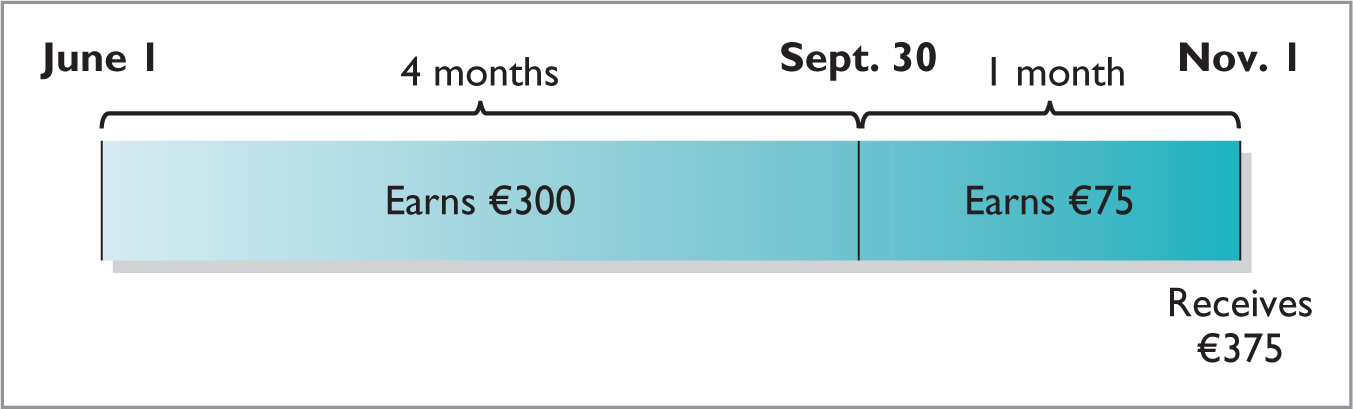 June 1
4 months
Sept. 30
1 month
Nov. 1
Earns €300
Earns €75
Receives
€375